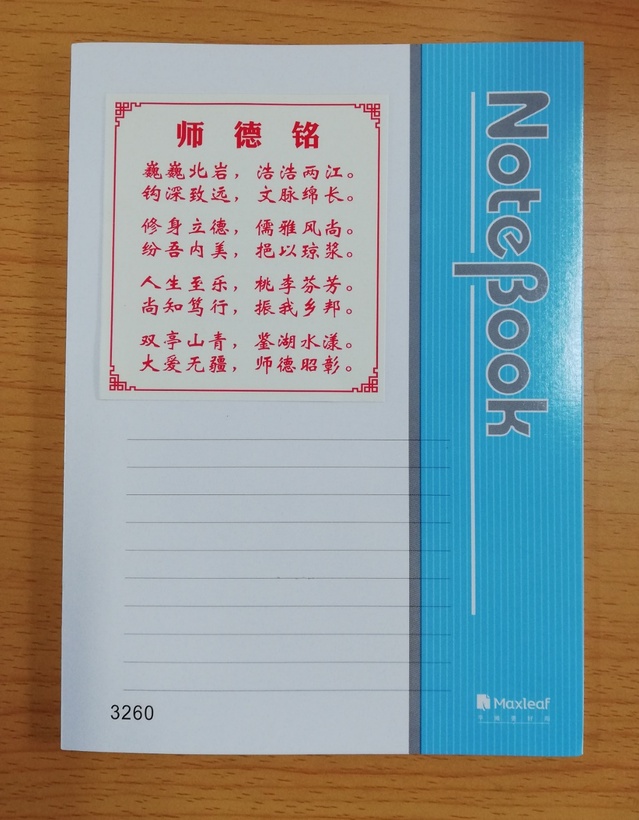 师德铭
巍巍北岩，浩浩两江。
钩深致远，文脉绵长。
修身立德，儒雅风尚。
纷吾内美，挹以琼浆。
人生至乐，桃李芬芳。
尚知笃行，振我乡邦。
双亭山青，鉴湖水漾。
大爱无疆，师德昭彰。
NoteBook
3260
Maxleaf